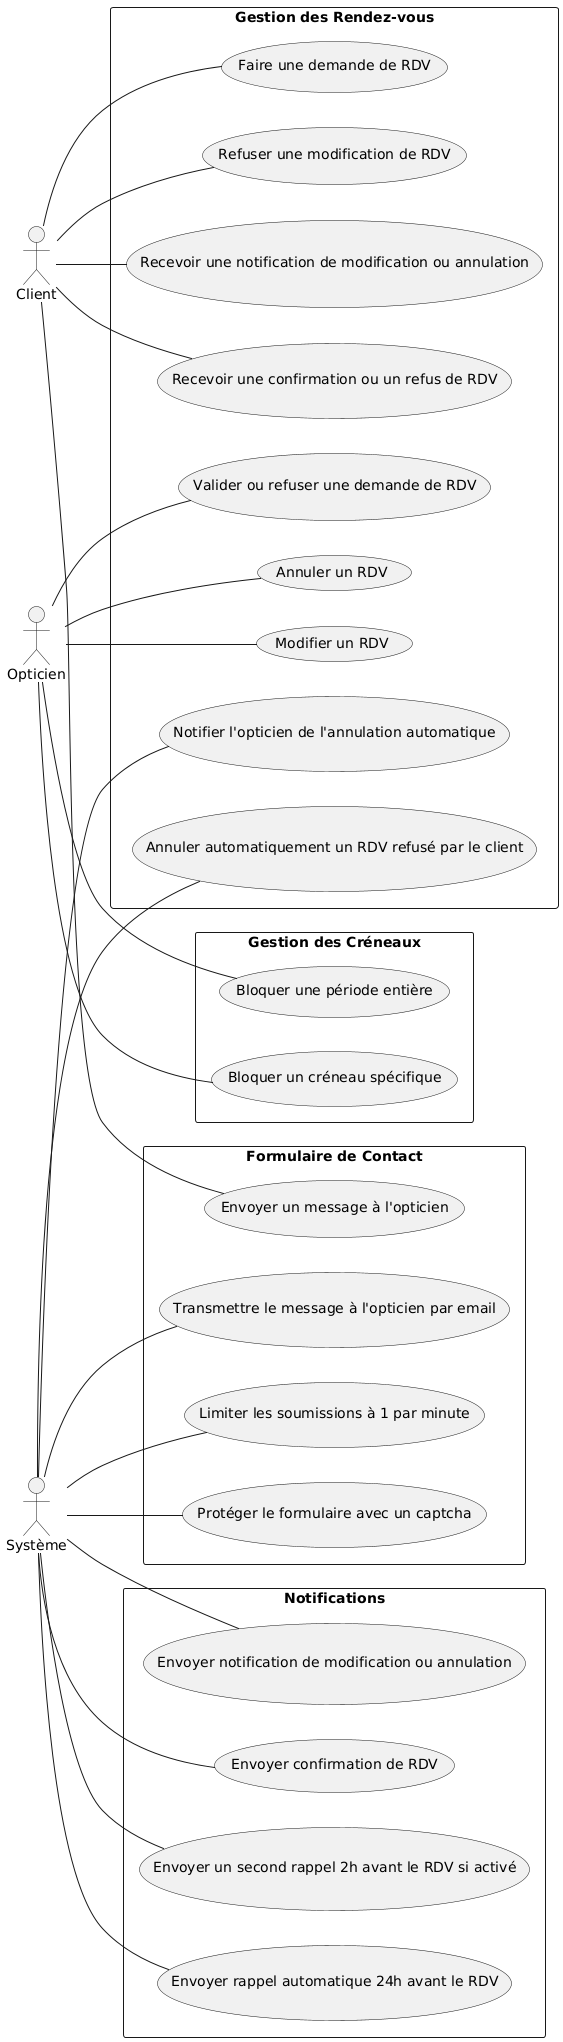 Gestion des Rendez-vous
Faire une demande de RDV
Refuser une modification de RDV
Recevoir une notification de modification ou annulation
Client
Recevoir une confirmation ou un refus de RDV
Valider ou refuser une demande de RDV
Annuler un RDV
Modifier un RDV
Opticien
Notifier l'opticien de l'annulation automatique
Annuler automatiquement un RDV refusé par le client
Gestion des Créneaux
Bloquer une période entière
Bloquer un créneau spécifique
Formulaire de Contact
Envoyer un message à l'opticien
Transmettre le message à l'opticien par email
Limiter les soumissions à 1 par minute
Protéger le formulaire avec un captcha
Système
Notifications
Envoyer notification de modification ou annulation
Envoyer confirmation de RDV
Envoyer un second rappel 2h avant le RDV si activé
Envoyer rappel automatique 24h avant le RDV